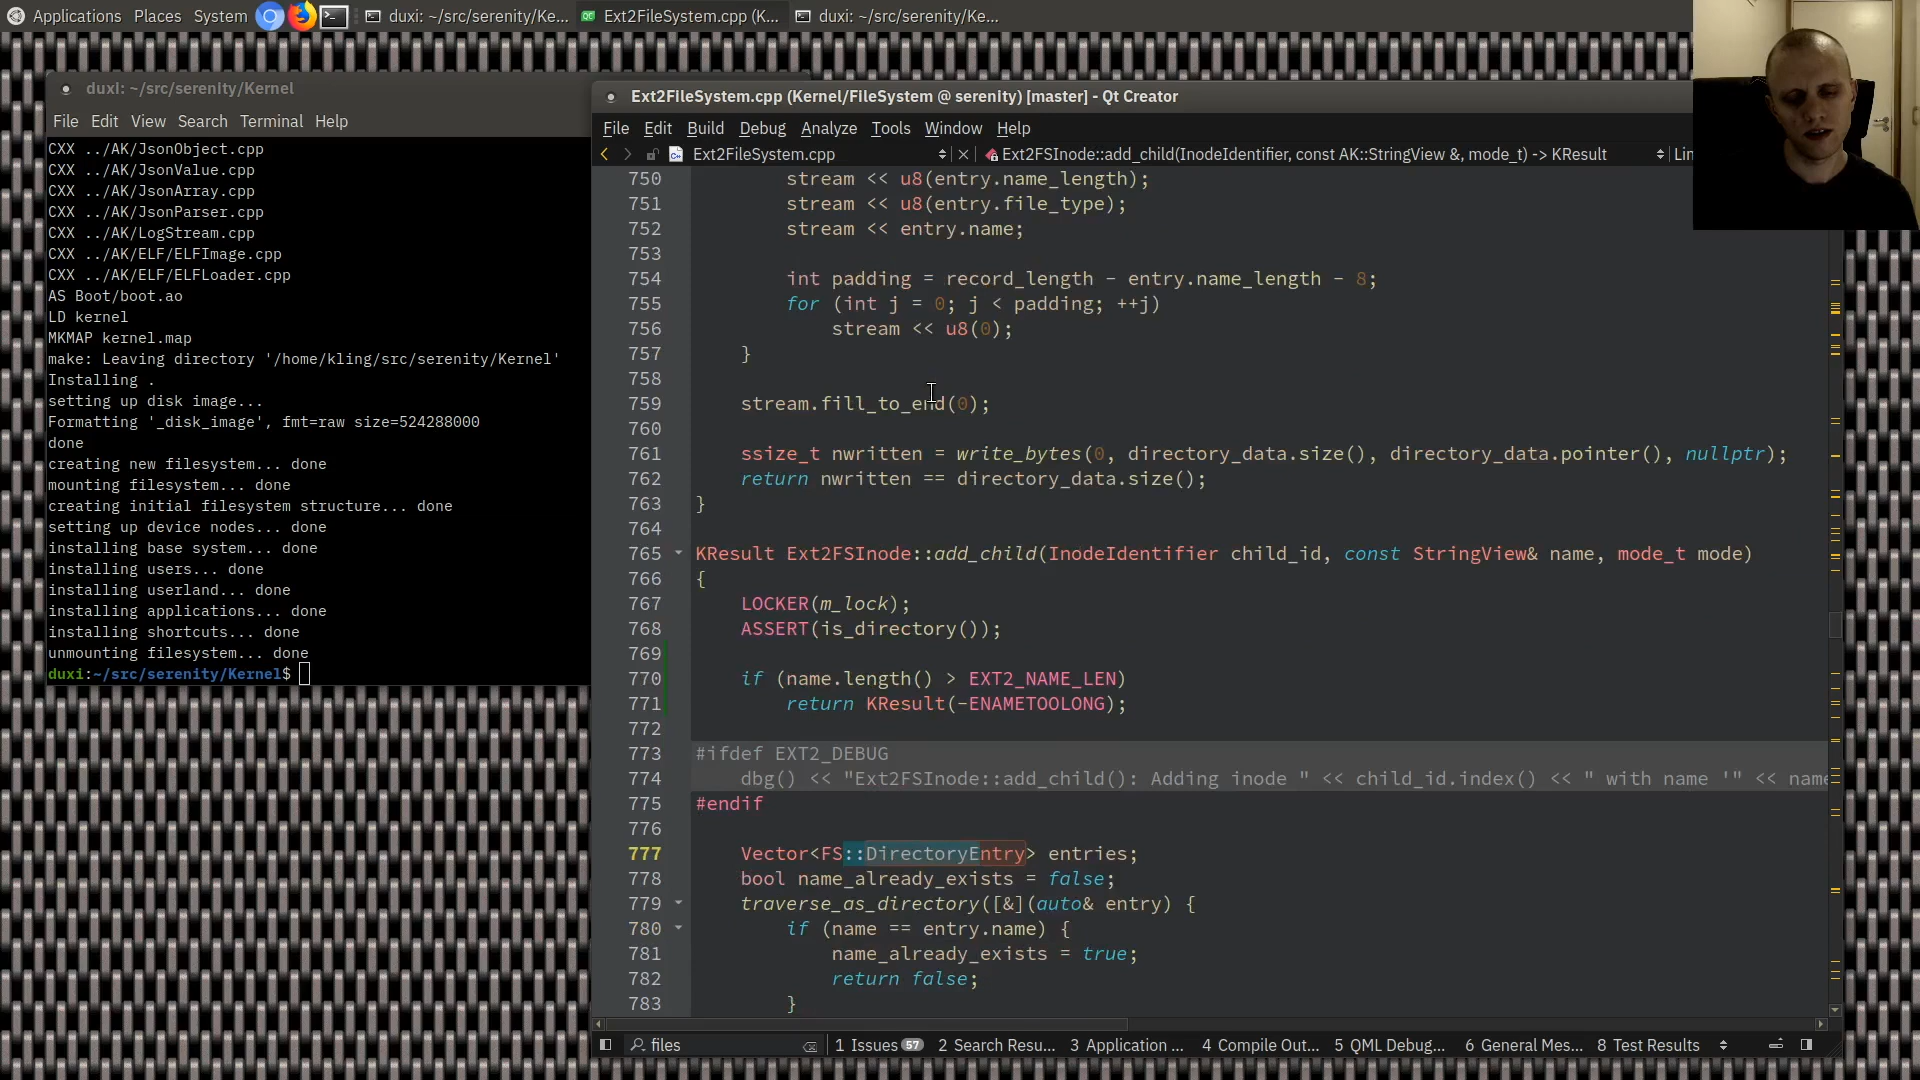 Applications Places System duxi: ~/src/serenity/Ke... Ext2FileSystem.cpp (K... duxi: ~/src/serenity/Ke...
duxi: ~/src/serenity/Kernel
File Edit View Search Terminal Help
CXX ../AK/JsonObject.cpp
CXX ../AK/JsonValue.cpp
CXX ../AK/JsonArray.cpp
CXX ../AK/JsonParser.cpp
CXX ../AK/LogStream.cpp
CXX ../AK/ELF/ELFImage.cpp
CXX ../AK/ELF/ELFLoader.cpp
AS Boot/boot.ao
LD kernel
MKMAP kernel.map
make: Leaving directory '/home/kling/src/serenity/Kernel'
Installing .
setting up disk image...
Formatting '_disk_image', fmt=raw size=524288000
done
creating new filesystem... done
mounting filesystem... done
creating initial filesystem structure... done
setting up device nodes... done
installing base system... done
installing users... done
installing userland... done
installing applications... done
installing shortcuts... done
unmounting filesystem... done
duxi:~/src/serenity/Kernel$
Ext2FileSystem.cpp (Kernel/FileSystem @ serenity) [master] - Qt Creator
File Edit Build Debug Analyze Tools Window Help
Ext2FileSystem.cpp Ext2FSInode::add_child(InodeIdentifier, const AK::StringView &, mode_t) -> KResult Lin
750 stream << u8(entry.name_length);
751 stream << u8(entry.file_type);
752 stream << entry.name;
753
754 int padding = record_length - entry.name_length - 8;
755 for (int j = 0; j < padding; ++j)
756 stream << u8(0);
757 }
758
759 stream.fill_to_end(0);
760
761 ssize_t nwritten = write_bytes(0, directory_data.size(), directory_data.pointer(), nullptr);
762 return nwritten == directory_data.size();
763 }
764
765 KResult Ext2FSInode::add_child(InodeIdentifier child_id, const StringView& name, mode_t mode)
766 {
767 LOCKER(m_lock);
768 ASSERT(is_directory());
769
770 if (name.length() > EXT2_NAME_LEN)
771 return KResult(-ENAMETOOLONG);
772
773 #ifdef EXT2_DEBUG
774 dbg() << "Ext2FSInode::add_child(): Adding inode " << child_id.index() << " with name '" << name
775 #endif
776
777 Vector<FS::DirectoryEntry> entries;
778 bool name_already_exists = false;
779 traverse_as_directory([&](auto& entry) {
780 if (name == entry.name) {
781 name_already_exists = true;
782 return false;
783 }
files 1 Issues 57 2 Search Resu... 3 Application ... 4 Compile Out... 5 QML Debug... 6 General Mes... 8 Test Results